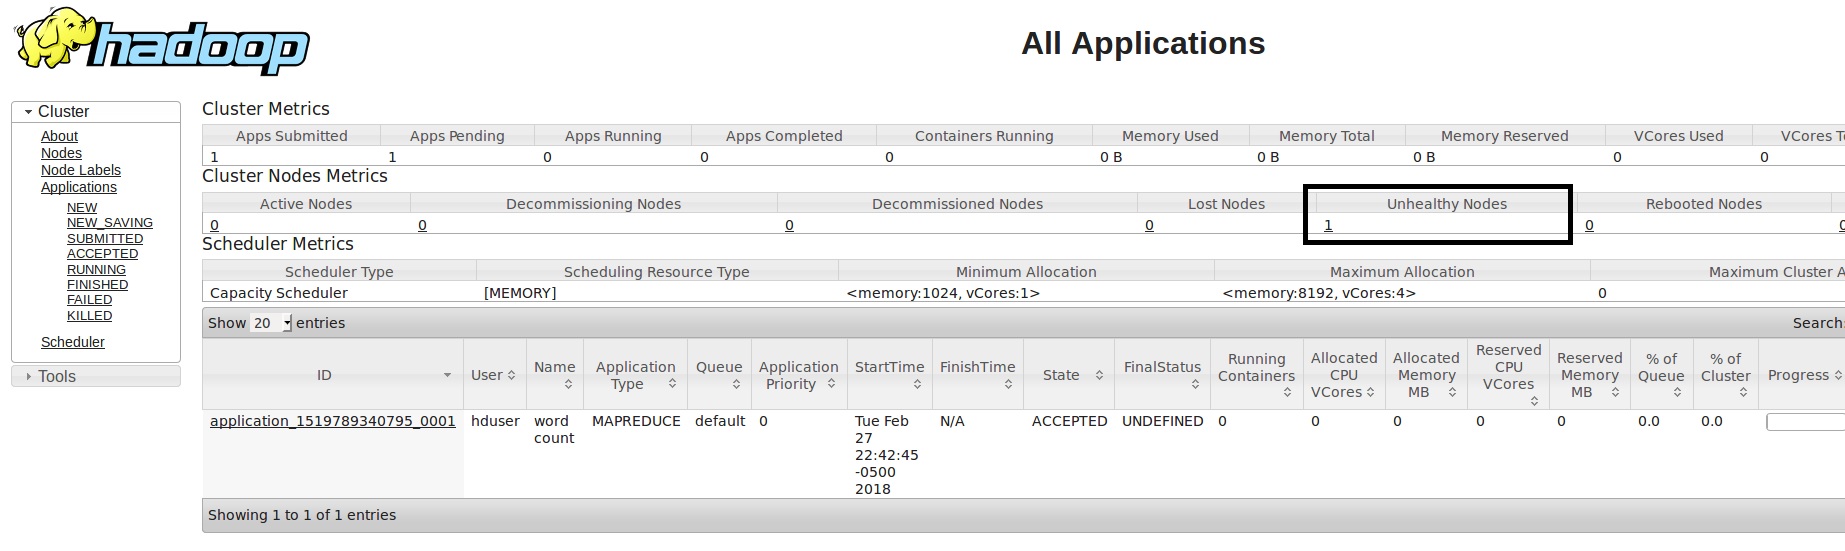 hadoop
All Applications
Cluster
About
Nodes
Node Labels
Applications
NEW
NEW_SAVING
SUBMITTED
ACCEPTED
RUNNING
FINISHED
FAILED
KILLED
Scheduler
Tools
Cluster Metrics
Apps Submitted Apps Pending Apps Running Apps Completed Containers Running Memory Used Memory Total Memory Reserved VCores Used VCores
1 1 0 0 0 0 B 0 B 0 B 0 0
Cluster Nodes Metrics
Active Nodes Decommissioning Nodes Decommissioned Nodes Lost Nodes Unhealthy Nodes Rebooted Nodes
0 0 0 0 1 0 0
Scheduler Metrics
Scheduler Type Scheduling Resource Type Minimum Allocation Maximum Allocation Maximum Cluster A
Capacity Scheduler [MEMORY] <memory:1024, vCores:1> <memory:8192, vCores:4> 0
Show 20 entries Search:
ID User Name Application Type Queue Application Priority StartTime FinishTime State FinalStatus Running Containers Allocated CPU VCores Allocated Memory MB Reserved CPU VCores Reserved Memory MB % of Queue % of Cluster Progress
application_1519789340795_0001 hduser word count MAPREDUCE default 0 Tue Feb 27 22:42:45 -0500 2018 N/A ACCEPTED UNDEFINED 0 0 0 0 0 0.0 0.0
Showing 1 to 1 of 1 entries